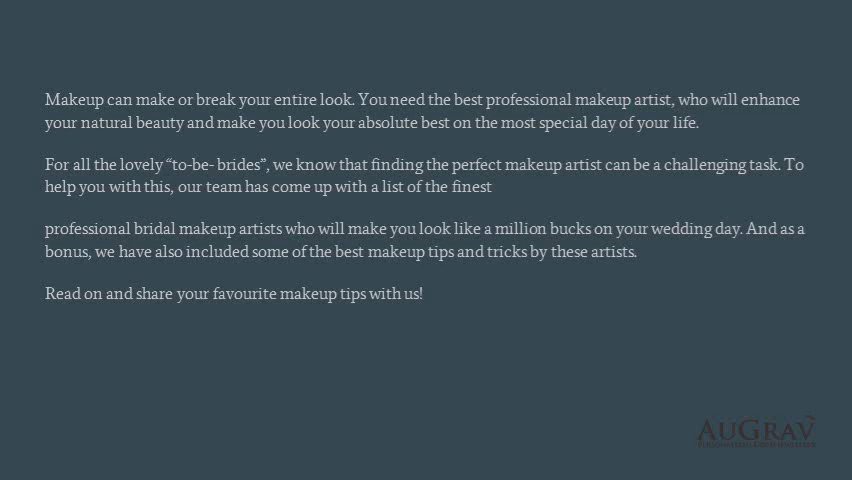 Makeup can make or break your entire look. You need the best professional makeup artist, who will enhance
your natural beauty and make you look your absolute best on the most special day of your life.
For all the lovely “to-be- brides”, we know that finding the perfect makeup artist can be a challenging task. To
help you with this, our team has come up with a list of the finest
professional bridal makeup artists who will make you look like a million bucks on your wedding day. And as a
bonus, we have also included some of the best makeup tips and tricks by these artists.
Read on and share your favourite makeup tips with us!
AUGRAV